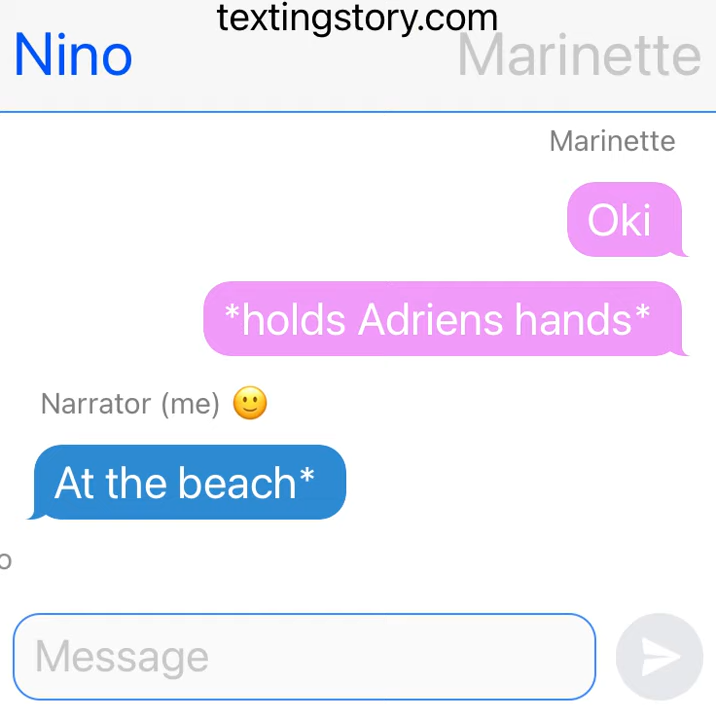 textingstory.com
Nino Marinette
Marinette
Oki
*holds Adriens hands*
Narrator (me) 🙂
At the beach*
o
Message